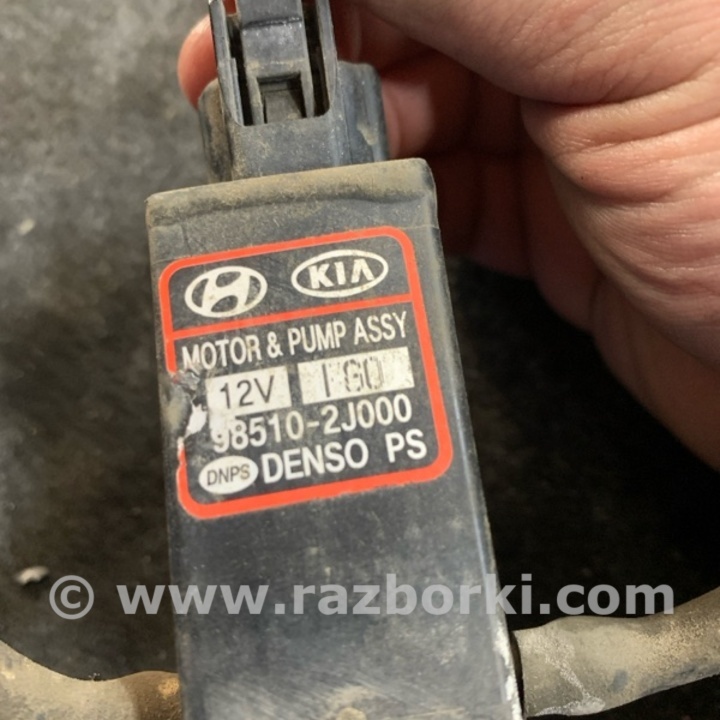 KIA
MOTOR & PUMP ASSY
12V
98510-2J000
DNPS DENSO PS
© www.razborki.com